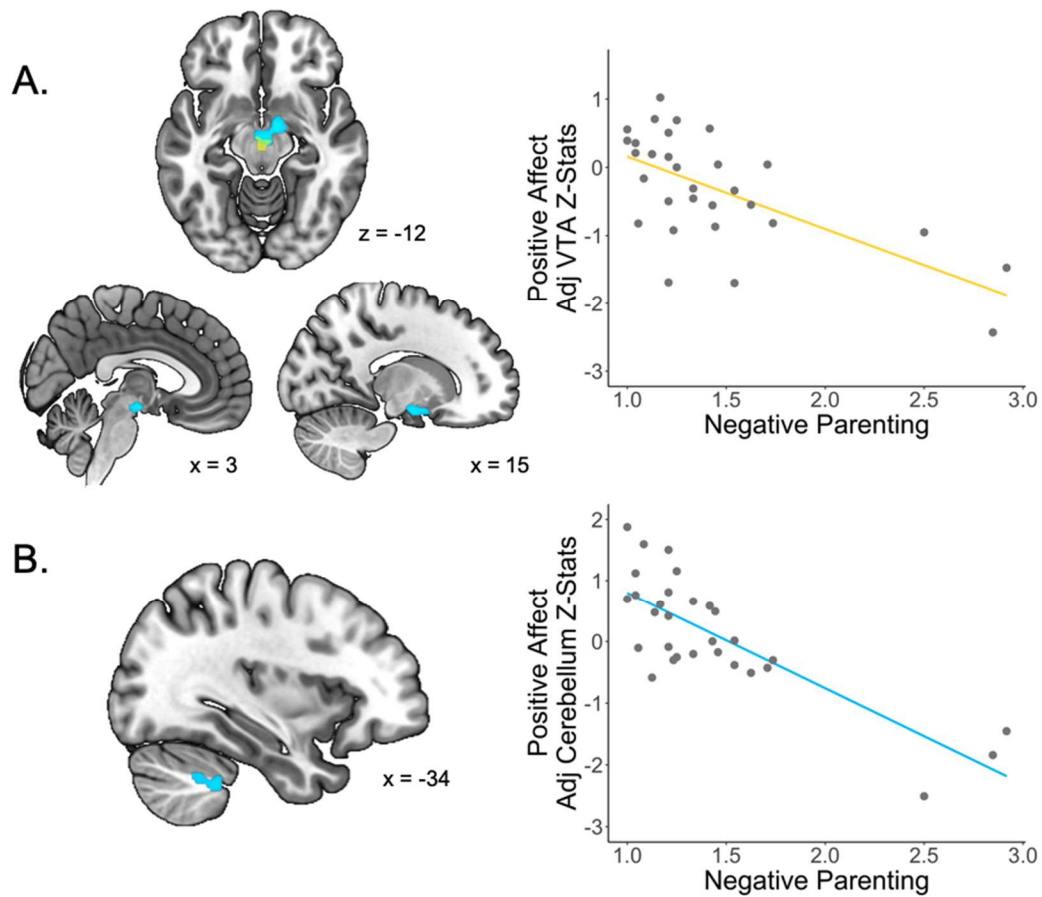 A.
z = -12
x = 3
x = 15
Positive Affect
Adj VTA Z-Stats
1
0
-1
-2
-3
1.0 1.5 2.0 2.5 3.0
Negative Parenting
B.
x = -34
Positive Affect
Adj Cerebellum Z-Stats
2
1
0
-1
-2
-3
1.0 1.5 2.0 2.5 3.0
Negative Parenting